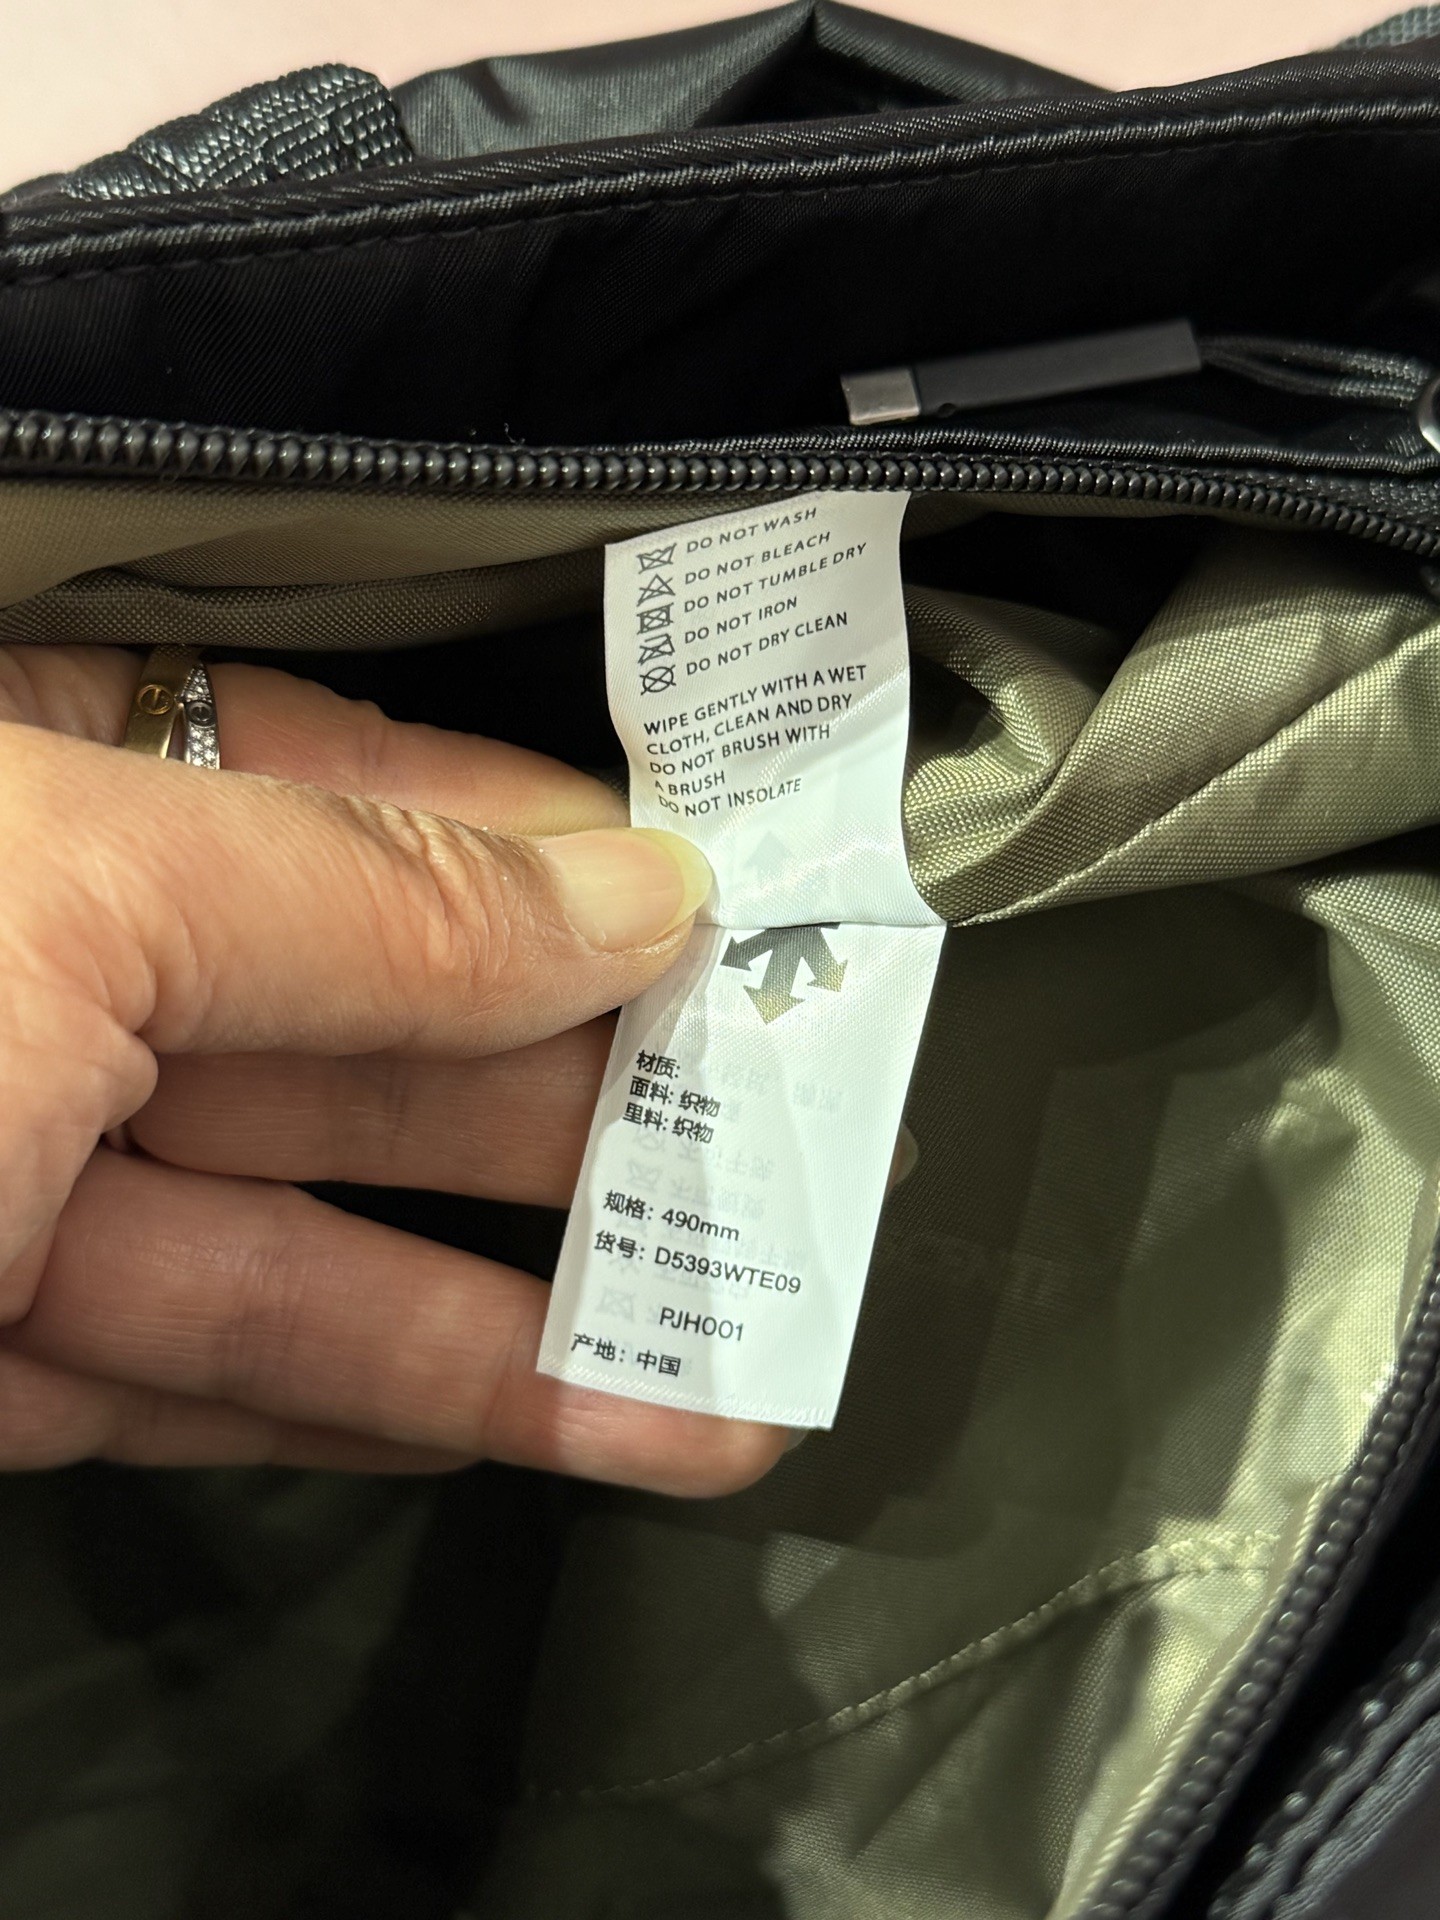 DO NOT WASH
DO NOT BLEACH
DO NOT TUMBLE DRY
DO NOT IRON
DO NOT DRY CLEAN
WIPE GENTLY WITH A WET
CLOTH, CLEAN AND DRY
DO NOT BRUSH WITH
A BRUSH
DO NOT INSOLATE
材质:
面料: 织物
里料: 织物
规格: 490mm
货号: D5393WTE09
PJH001
产地: 中国